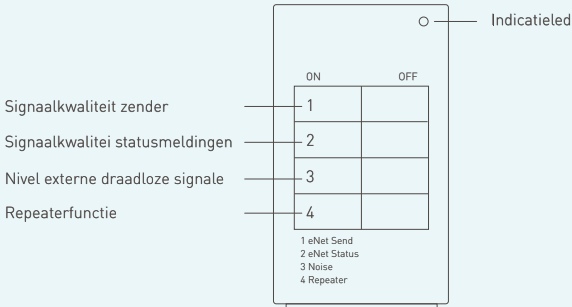 Indicatieled
ON OFF
Signaalkwaliteit zender 1
Signaalkwalitei statusmeldingen 2
Nivel externe draadloze signale 3
Repeaterfunctie 4
1 eNet Send
2 eNet Status
3 Noise
4 Repeater